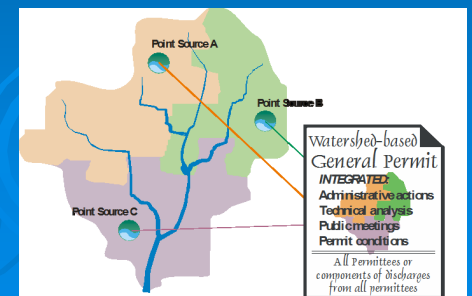 Point Source A
Point Source B
Point Source C
Watershed-based
General Permit
INTEGRATED:
Administrative actions
Technical analysis
Public meetings
Permit conditions
All Permittees or
components of discharges
from all permittees